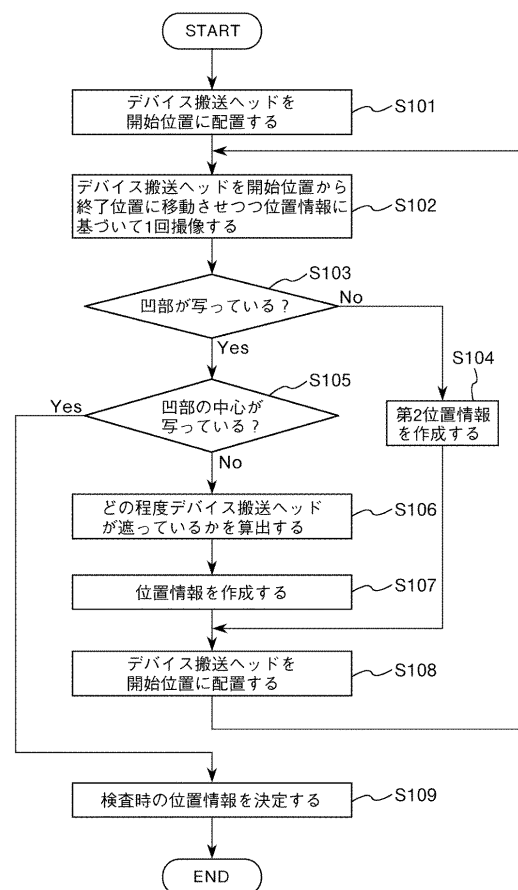 START
デバイス搬送ヘッドを
開始位置に配置する
S101
デバイス搬送ヘッドを開始位置から
終了位置に移動させつつ位置情報に
基づいて1回撮像する
S102
S103
凹部が写っている?
No
Yes
S104
第2位置情報
を作成する
S105
Yes
凹部の中心が
写っている?
No
どの程度デバイス搬送ヘッド
が遮っているかを算出する
S106
位置情報を作成する
S107
デバイス搬送ヘッドを
開始位置に配置する
S108
検査時の位置情報を決定する
S109
END